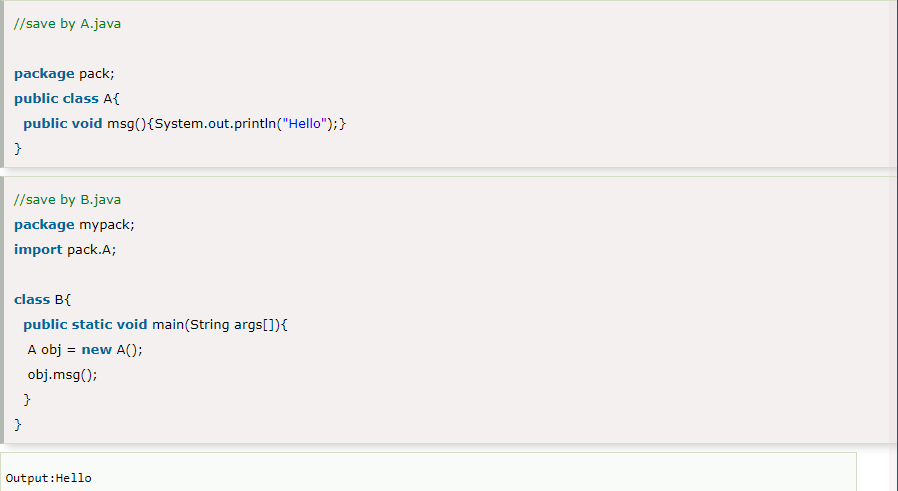 //save by A.java
package pack;
public class A{
public void msg(){System.out.println("Hello");}
}
//save by B.java
package mypack;
import pack.A;
class B{
public static void main(String args[]){
A obj = new A();
obj.msg();
}
}
Output:Hello